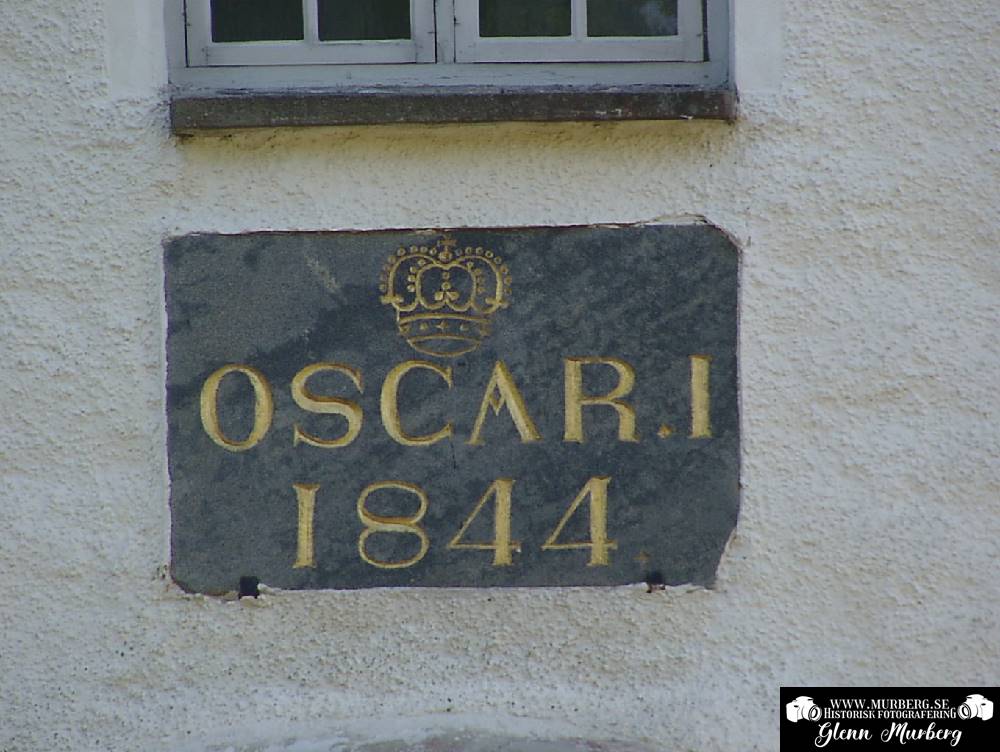 OSCAR.I
1844.
WWW.MURBERG.SE
HISTORISK FOTOGRAFERING
Glenn Murberg